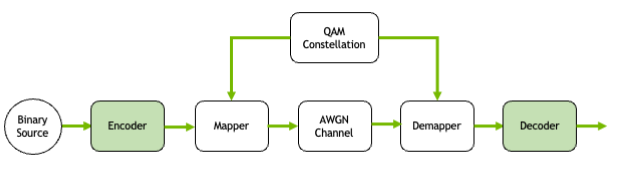 QAM
Constellation
Binary
Source
Encoder
Mapper
AWGN
Channel
Demapper
Decoder